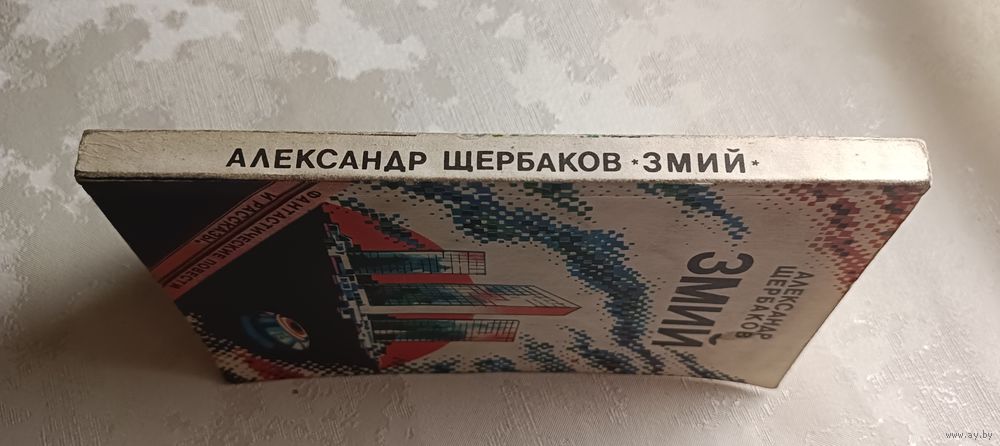 АЛЕКСАНДР ЩЕРБАКОВ *ЗМИЙ*
АЛЕКСАНДР
ЩЕРБАКОВ
ЗМИЙ
ФАНТАСТИЧЕСКИЕ ПОВЕСТИ
И РАССКАЗЫ
www.ay.by